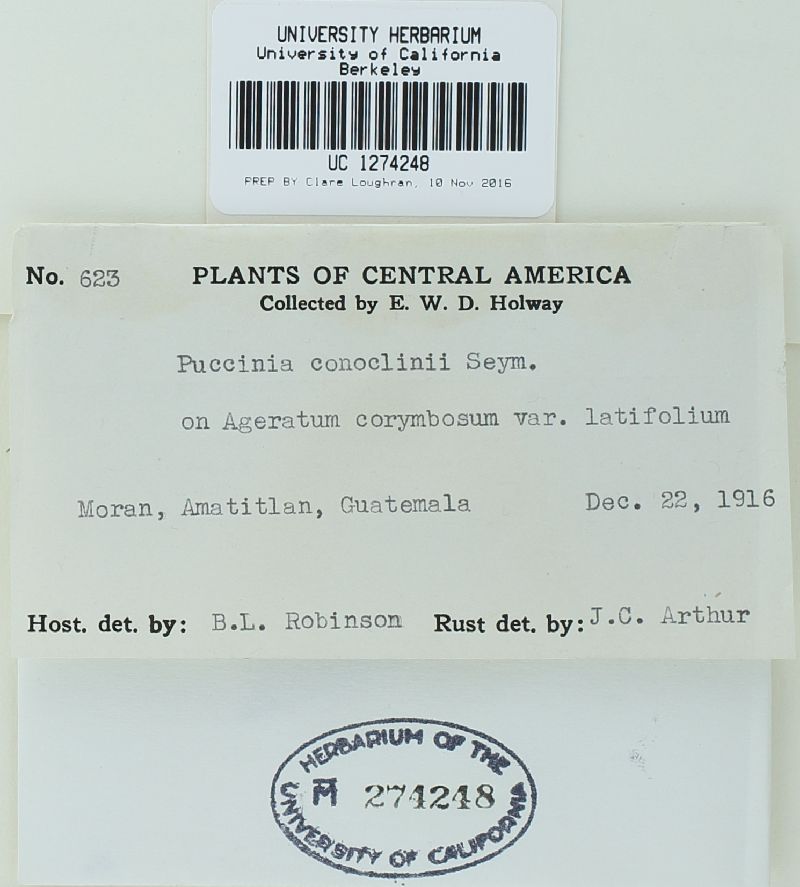 UNIVERSITY HERBARIUM
University of California
Berkeley
UC 1274248
PREP BY Clare Loughran, 10 Nov 2016
No. 623 PLANTS OF CENTRAL AMERICA
Collected by E. W. D. Holway
Puccinia conoclinii Seym.
on Ageratum corymbosum var. latifolium
Moran, Amatitlan, Guatemala Dec. 22, 1916
Host. det. by: B.L. Robinson Rust det. by: J.C. Arthur
HERBARIUM OF THE
M 274248
UNIVERSITY OF CALIFORNIA